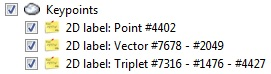 Keypoints
2D label: Point #4402
2D label: Vector #7678 - #2049
2D label: Triplet #7316 - #1476 - #4427